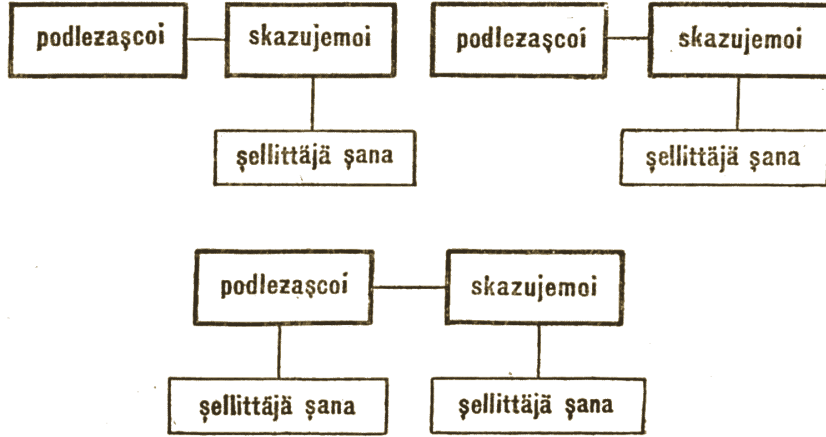 podlezaşcoi skazujemoi podlezaşcoi skazujemoi
şellittäjä şana şellittäjä şana
podlezaşcoi skazujemoi
şellittäjä şana şellittäjä şana